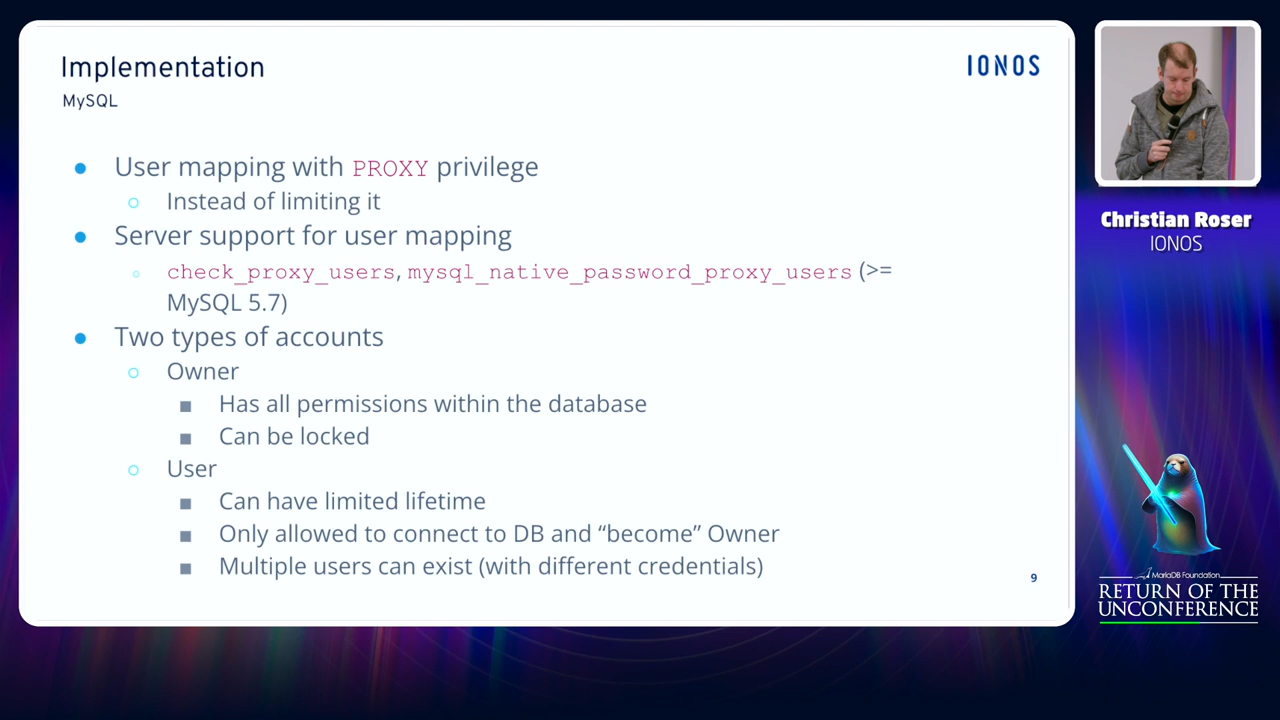 Implementation
MySQL
IONOS
● User mapping with PROXY privilege
○ Instead of limiting it
● Server support for user mapping
○ check_proxy_users, mysql_native_password_proxy_users (>=
MySQL 5.7)
● Two types of accounts
○ Owner
■ Has all permissions within the database
■ Can be locked
○ User
■ Can have limited lifetime
■ Only allowed to connect to DB and “become” Owner
■ Multiple users can exist (with different credentials)
9
Christian Roser
IONOS
MariaDB Foundation
RETURN OF THE
UNCONFERENCE